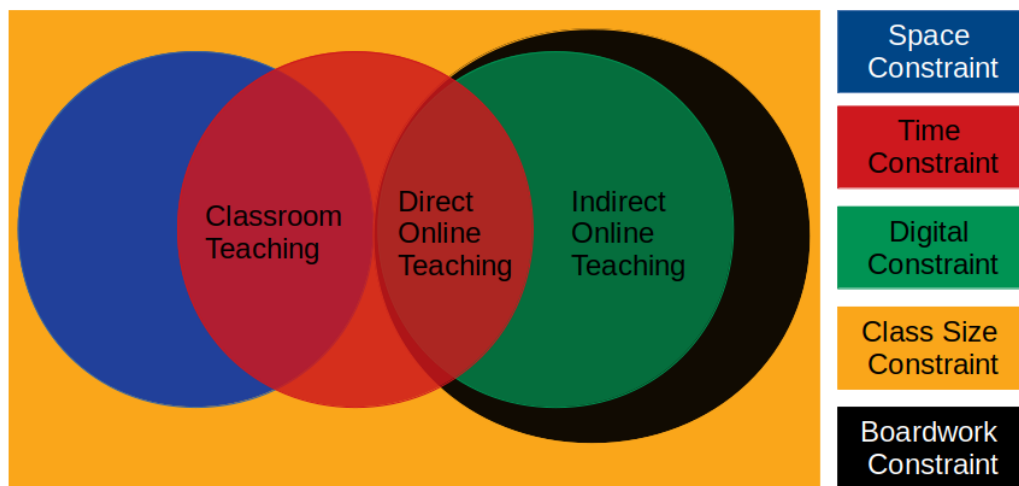 Classroom
Teaching
Direct
Online
Teaching
Indirect
Online
Teaching
Space
Constraint
Time
Constraint
Digital
Constraint
Class Size
Constraint
Boardwork
Constraint